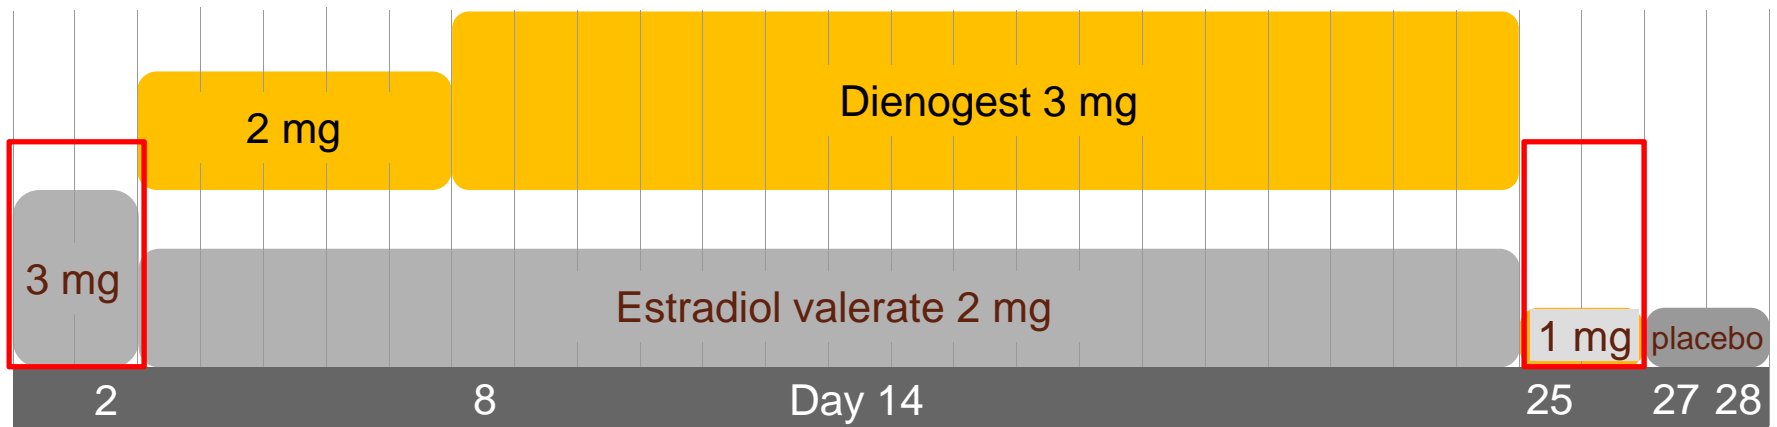 Dienogest 3 mg
2 mg
3 mg
Estradiol valerate 2 mg
1 mg
placebo
2
8
Day 14
25
27
28